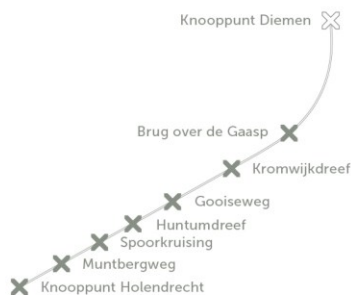 Knooppunt Diemen
Brug over de Gaasp
Kromwijkdreef
Gooiseweg
Huntumdreef
Spoorkruising
Muntbergweg
Knooppunt Holendrecht